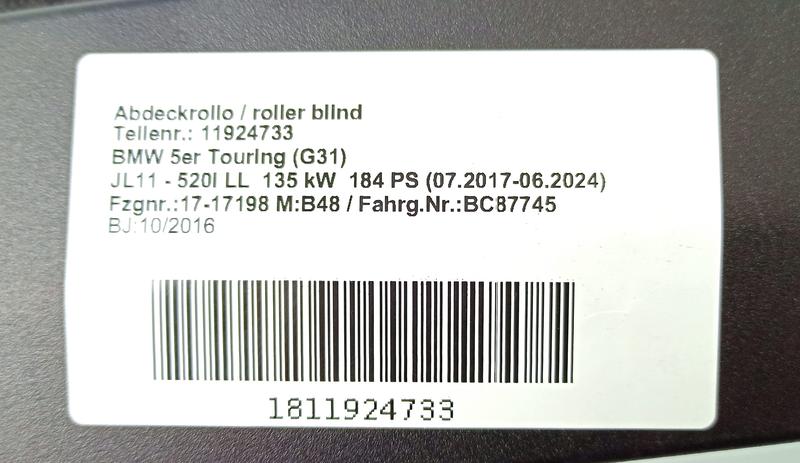 Abdeckrollo / roller blind
Teilenr.: 11924733
BMW 5er Touring (G31)
JL11 - 520i LL 135 kW 184 PS (07.2017-06.2024)
Fzgnr.:17-17198 M:B48 / Fahrg.Nr.:BC87745
BJ:10/2016
1811924733